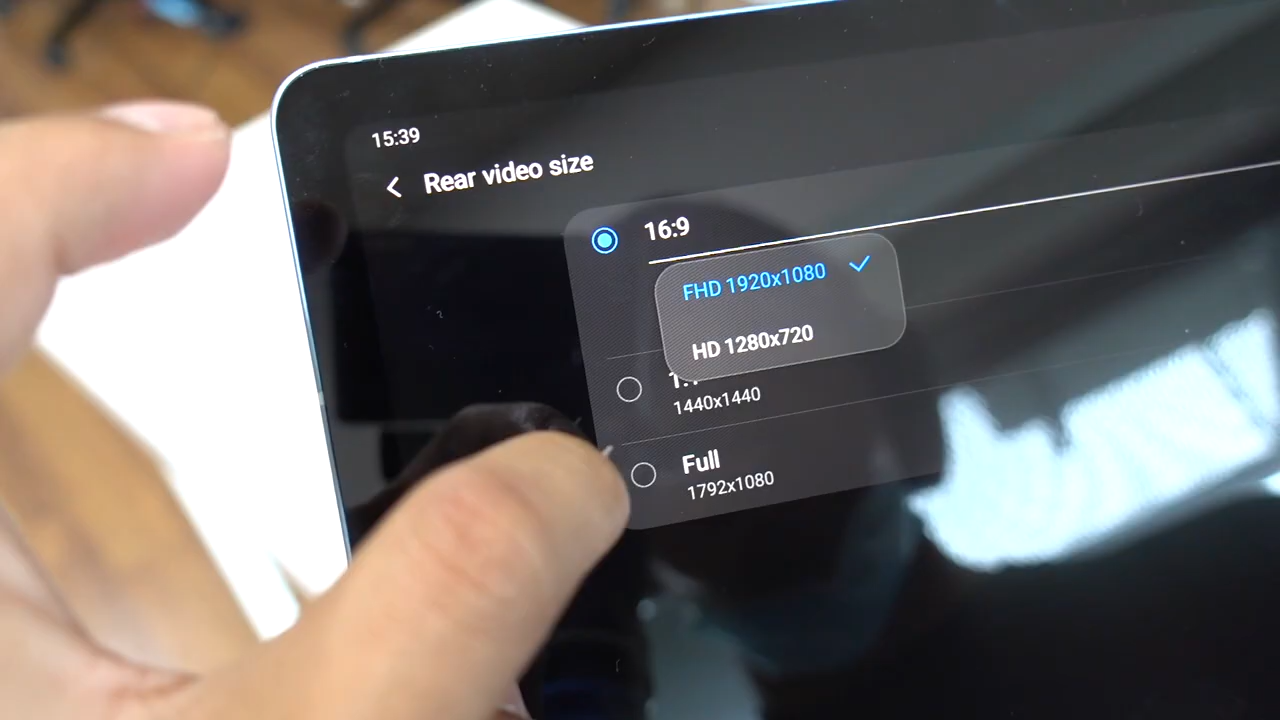 15:39
Rear video size
16:9
FHD 1920x1080
HD 1280x720
1440x1440
Full
1792x1080